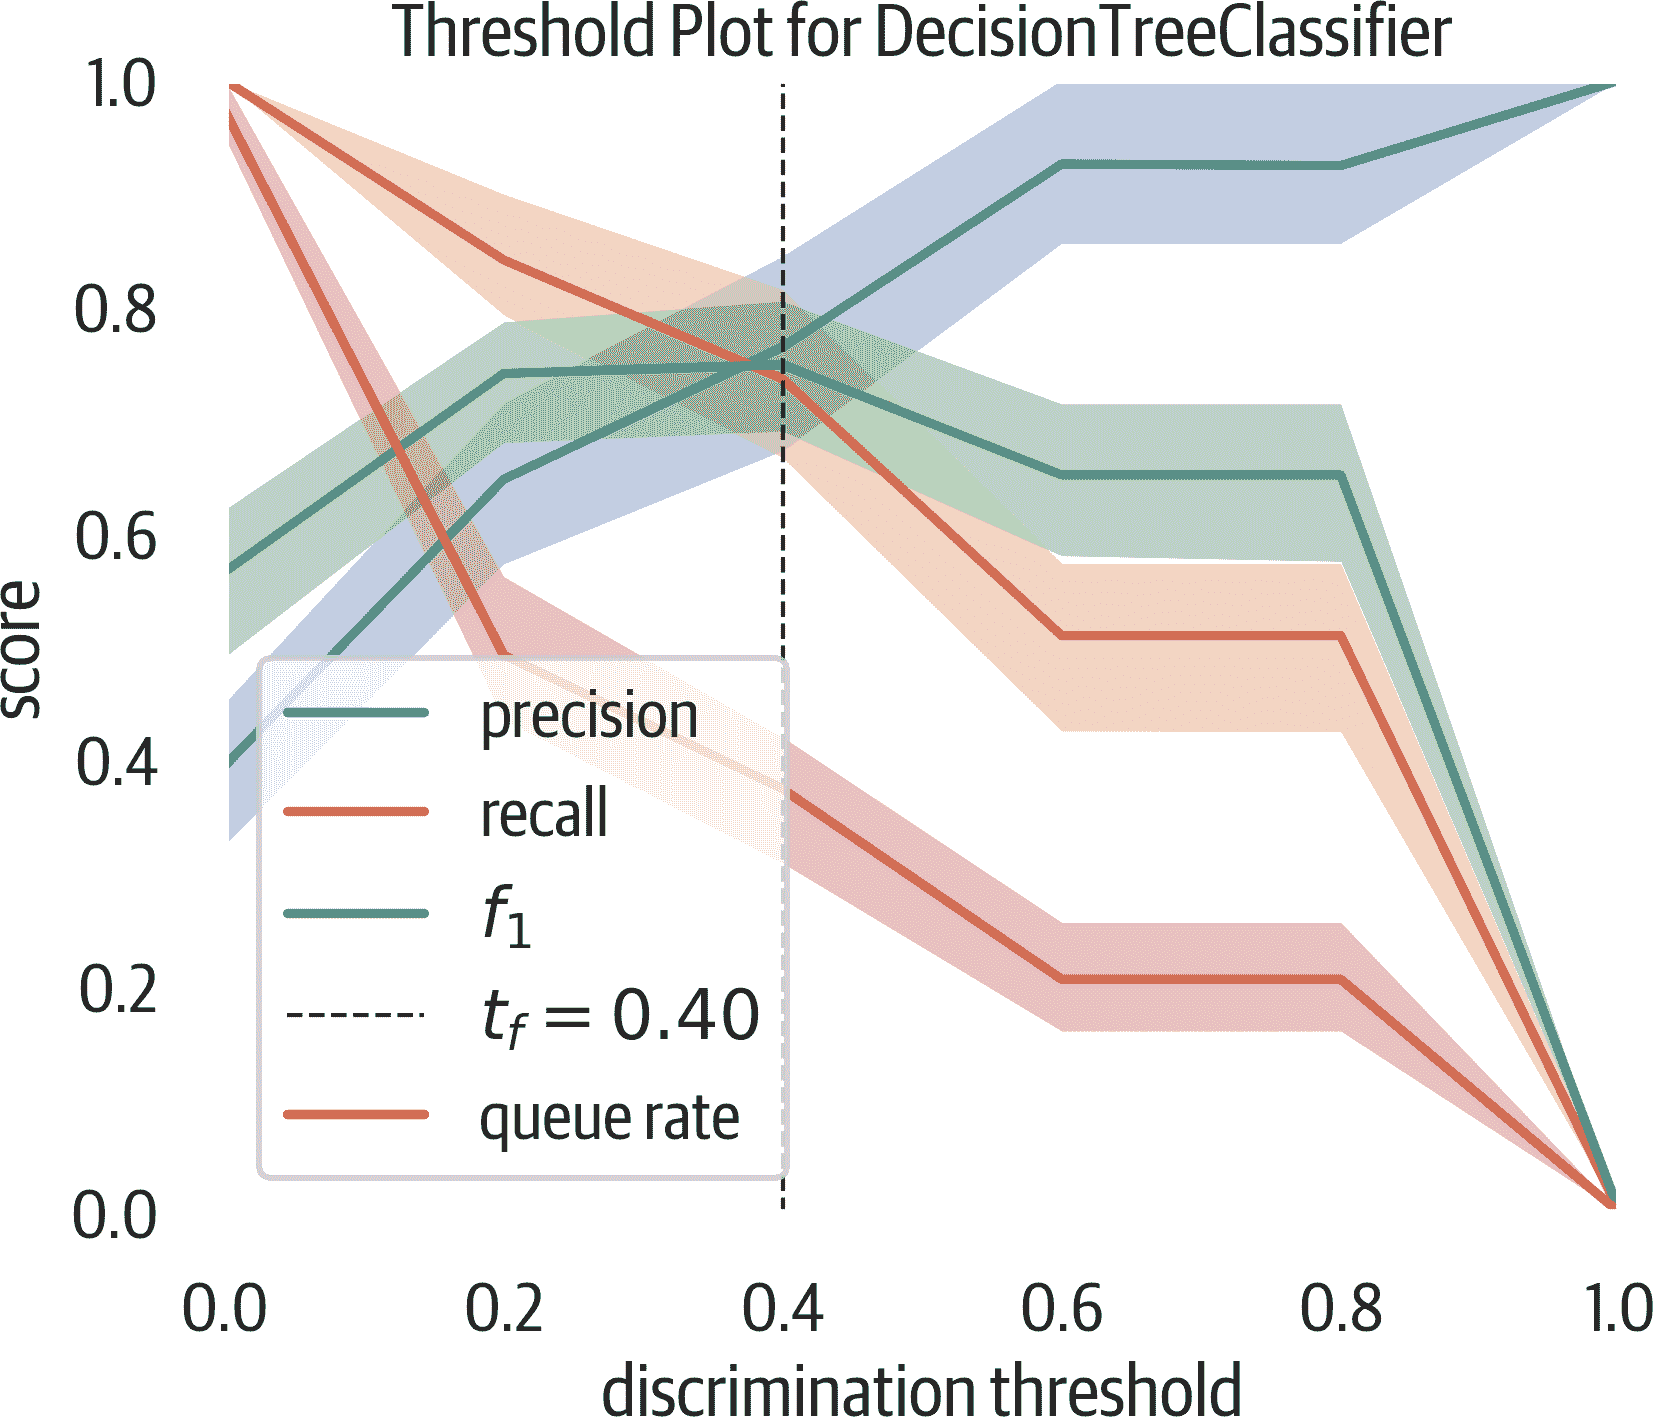 Threshold Plot for DecisionTreeClassifier
1.0
0.8
0.6
0.4
0.2
0.0
score
precision
recall
f₁
t_f = 0.40
queue rate
0.0 0.2 0.4 0.6 0.8 1.0
discrimination threshold